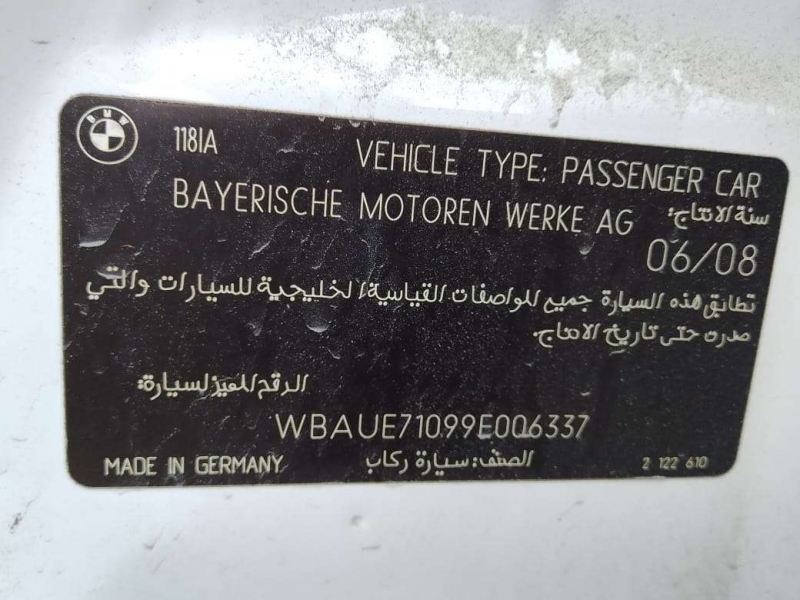 BMW
118IA
VEHICLE TYPE: PASSENGER CAR
BAYERISCHE MOTOREN WERKE AG
سنة الانتاج:
06/08
تطابق هذه السيارة جميع المواصفات القياسية الخليجية للسيارات والتي
صدرت حتى تاريخ الانتاج.
الرقم المميز للسيارة:
WBAUE71099E006337
MADE IN GERMANY
الصنف: سيارة ركاب
2 122 610